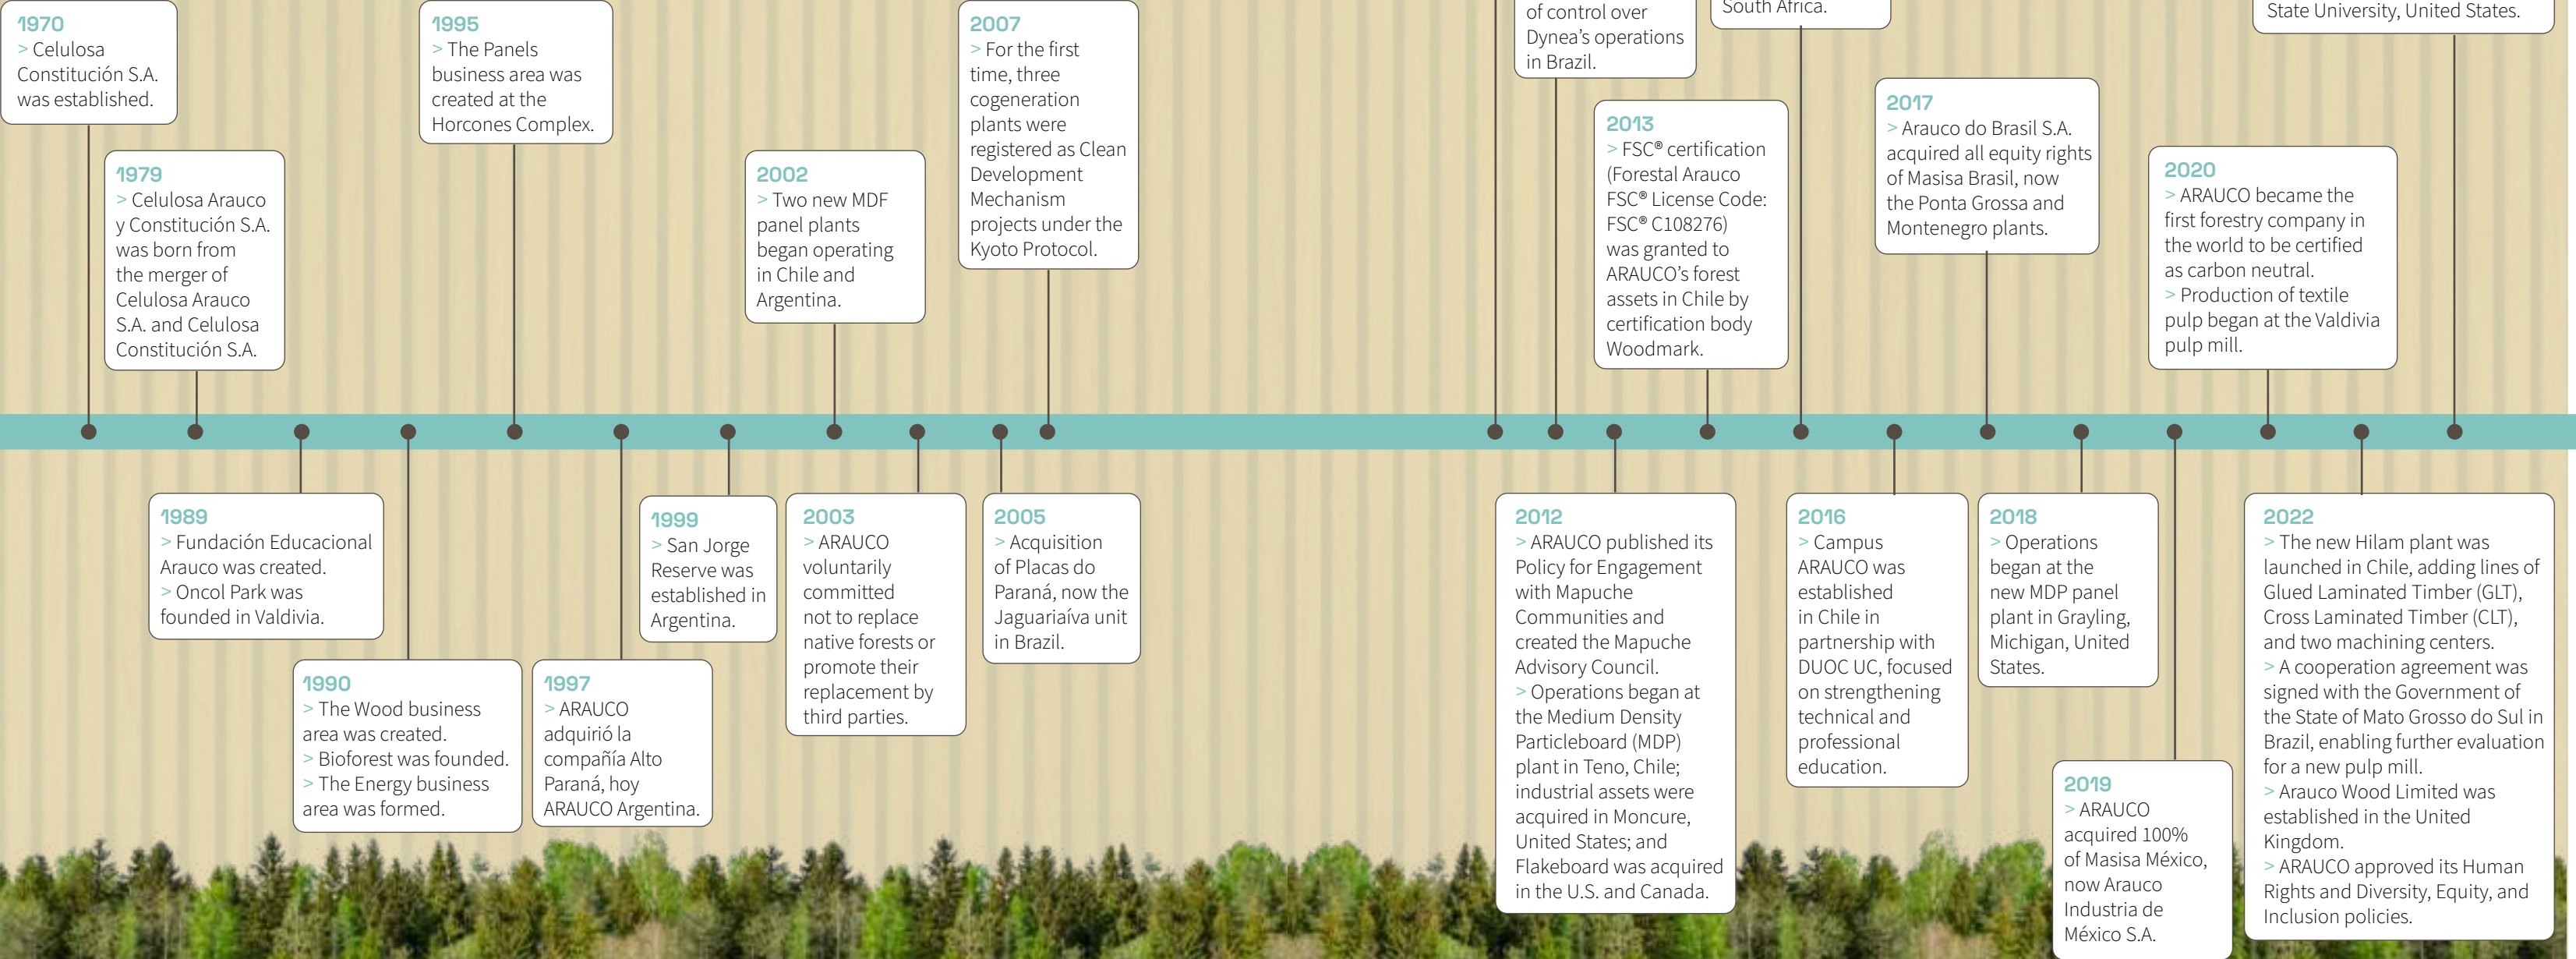 1970
> Celulosa
Constitución S.A.
was established.
1979
> Celulosa Arauco
y Constitución S.A.
was born from
the merger of
Celulosa Arauco
S.A. and Celulosa
Constitución S.A.
1989
> Fundación Educacional
Arauco was created.
> Oncol Park was
founded in Valdivia.
1990
> The Wood business
area was created.
> Bioforest was founded.
> The Energy business
area was formed.
1995
> The Panels
business area was
created at the
Horcones Complex.
1997
> ARAUCO
adquirió la
compañía Alto
Paraná, hoy
ARAUCO Argentina.
1999
> San Jorge
Reserve was
established in
Argentina.
2002
> Two new MDF
panel plants
began operating
in Chile and
Argentina.
2003
> ARAUCO
voluntarily
committed
not to replace
native forests or
promote their
replacement by
third parties.
2005
> Acquisition
of Placas do
Paraná, now the
Jaguariaíva unit
in Brazil.
2007
> For the first
time, three
cogeneration
plants were
registered as Clean
Development
Mechanism
projects under the
Kyoto Protocol.
of control over
Dynea’s operations
in Brazil.
2012
> ARAUCO published its
Policy for Engagement
with Mapuche
Communities and
created the Mapuche
Advisory Council.
> Operations began at
the Medium Density
Particleboard (MDP)
plant in Teno, Chile;
industrial assets were
acquired in Moncure,
United States; and
Flakeboard was acquired
in the U.S. and Canada.
2013
> FSC® certification
(Forestal Arauco
FSC® License Code:
FSC® C108276)
was granted to
ARAUCO’s forest
assets in Chile by
certification body
Woodmark.
South Africa.
2016
> Campus
ARAUCO was
established
in Chile in
partnership with
DUOC UC, focused
on strengthening
technical and
professional
education.
2017
> Arauco do Brasil S.A.
acquired all equity rights
of Masisa Brasil, now
the Ponta Grossa and
Montenegro plants.
2018
> Operations
began at the
new MDP panel
plant in Grayling,
Michigan, United
States.
2019
> ARAUCO
acquired 100%
of Masisa México,
now Arauco
Industria de
México S.A.
2020
> ARAUCO became the
first forestry company in
the world to be certified
as carbon neutral.
> Production of textile
pulp began at the Valdivia
pulp mill.
2022
> The new Hilam plant was
launched in Chile, adding lines of
Glued Laminated Timber (GLT),
Cross Laminated Timber (CLT),
and two machining centers.
> A cooperation agreement was
signed with the Government of
the State of Mato Grosso do Sul in
Brazil, enabling further evaluation
for a new pulp mill.
> Arauco Wood Limited was
established in the United
Kingdom.
> ARAUCO approved its Human
Rights and Diversity, Equity, and
Inclusion policies.
State University, United States.